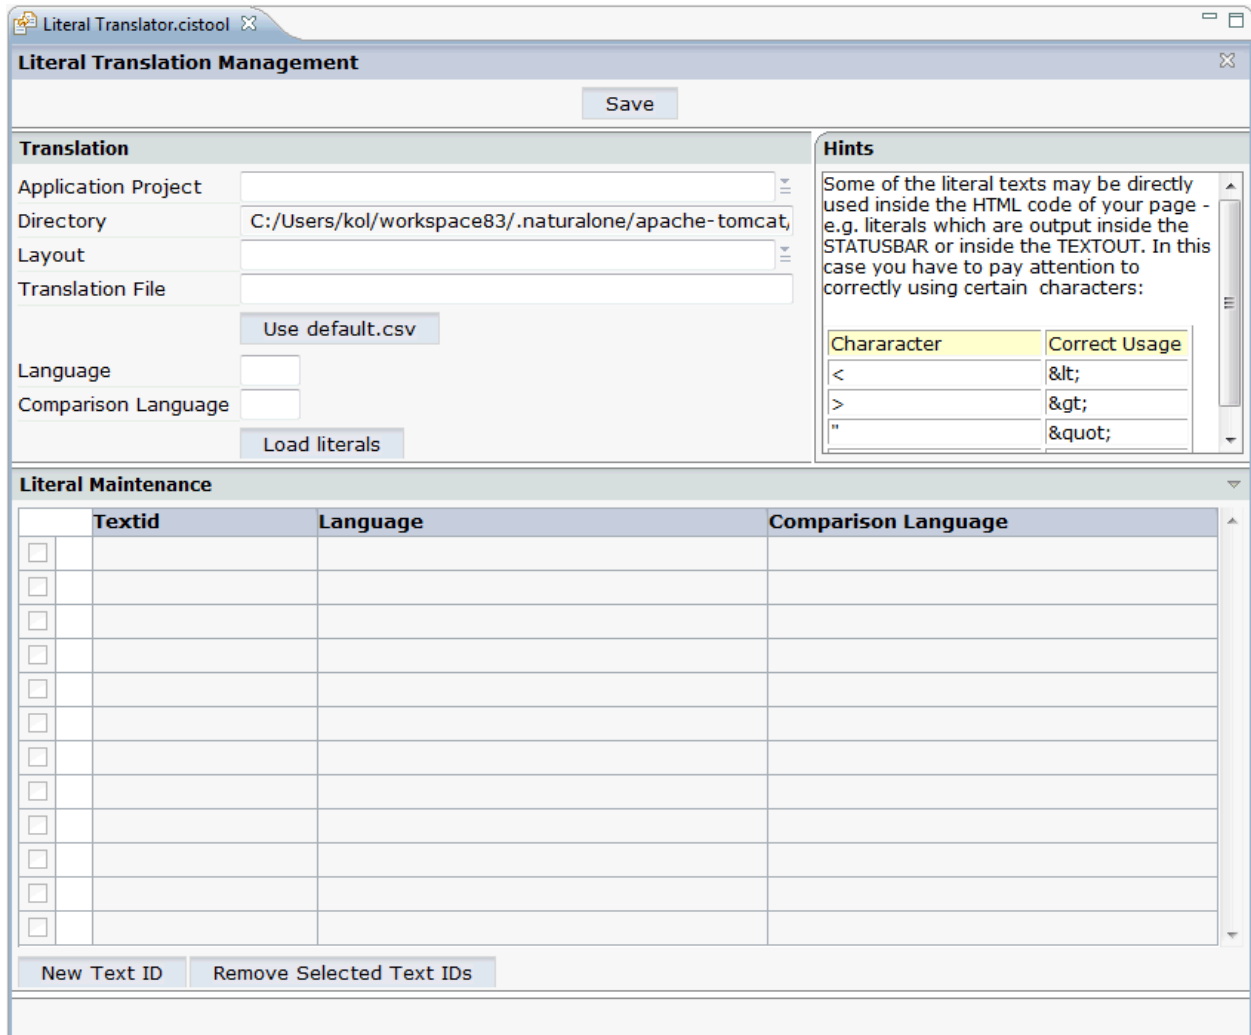 Literal Translator.cistool
Literal Translation Management
Save
Translation
Application Project
Directory C:/Users/kol/workspace83/.naturalone/apache-tomcat,
Layout
Translation File
Use default.csv
Language
Comparison Language
Load literals
Hints
Some of the literal texts may be directly
used inside the HTML code of your page -
e.g. literals which are output inside the
STATUSBAR or inside the TEXTOUT. In this
case you have to pay attention to
correctly using certain characters:
Chararacter Correct Usage
< &lt;
> &gt;
" &quot;
Literal Maintenance
Textid Language Comparison Language
New Text ID Remove Selected Text IDs